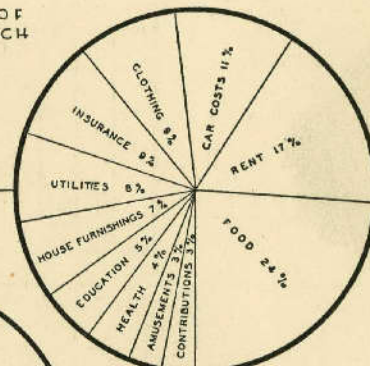 OF
CH
CLOTHING 9%
CAR COSTS 11%
RENT 17%
FOOD 24%
CONTRIBUTIONS 3%
AMUSEMENTS 3%
HEALTH 4%
EDUCATION 5%
HOUSE FURNISHINGS 7%
UTILITIES 8%
INSURANCE 9%